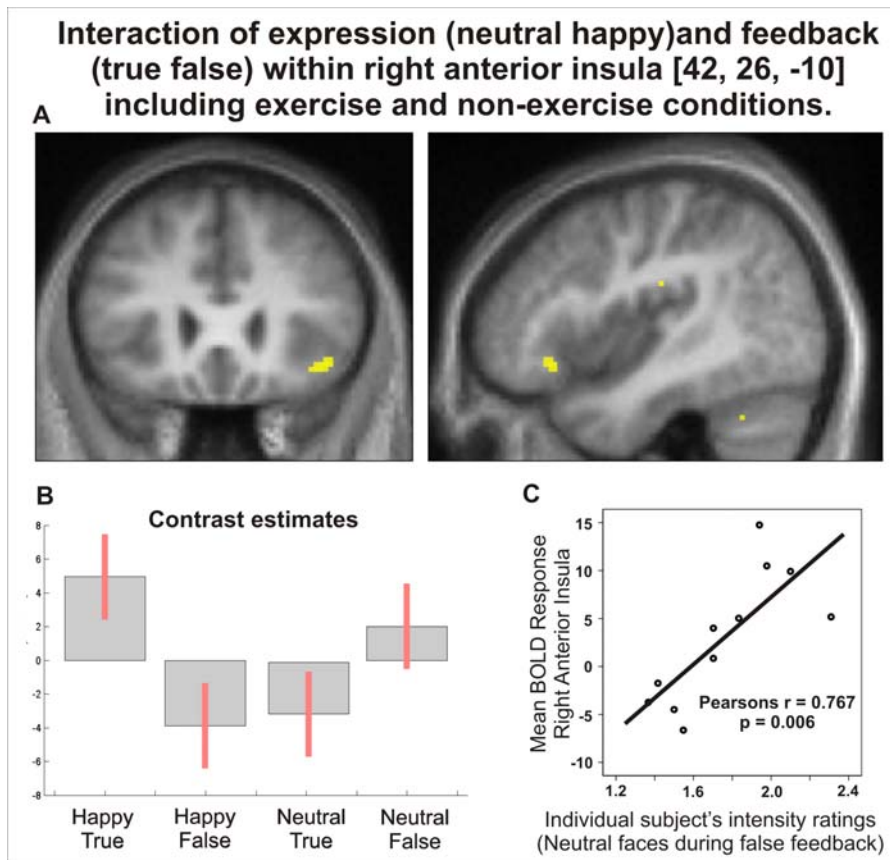 Interaction of expression (neutral happy)and feedback
(true false) within right anterior insula [42, 26, -10]
including exercise and non-exercise conditions.
A
B
Contrast estimates
8
6
4
2
0
-2
-4
-6
-8
Happy
True
Happy
False
Neutral
True
Neutral
False
C
Mean BOLD Response
Right Anterior Insula
15
10
5
0
-5
-10
Pearsons r = 0.767
p = 0.006
1.2
1.6
2.0
2.4
Individual subject's intensity ratings
(Neutral faces during false feedback)